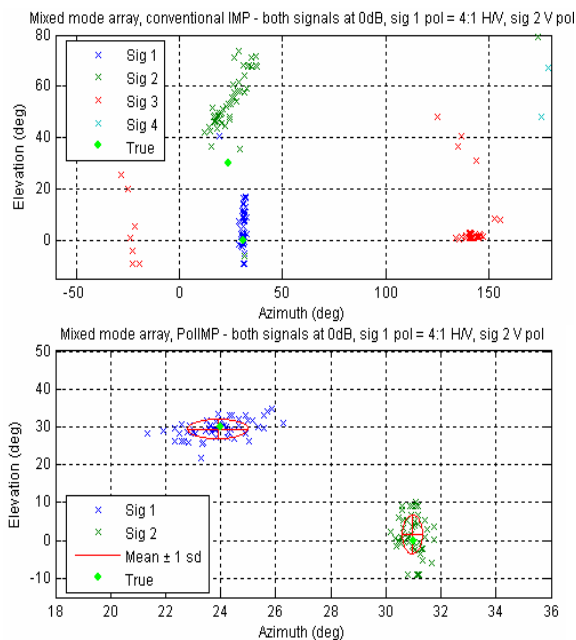 Mixed mode array, conventional IMP - both signals at 0dB, sig 1 pol = 4:1 H/V, sig 2 V pol
80
60
40
20
0
Elevation (deg)
Sig 1
Sig 2
Sig 3
Sig 4
True
-50 0 50 100 150
Azimuth (deg)
Mixed mode array, PolIMP - both signals at 0dB, sig 1 pol = 4:1 H/V, sig 2 V pol
50
40
30
20
10
0
-10
Elevation (deg)
Sig 1
Sig 2
Mean ± 1 sd
True
18 20 22 24 26 28 30 32 34 36
Azimuth (deg)